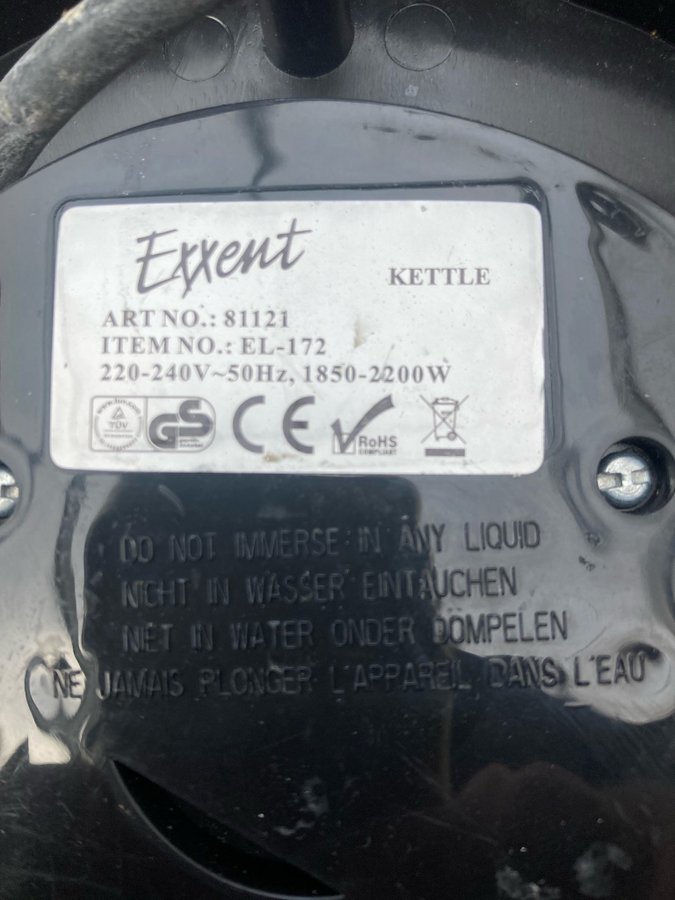 Exxent
KETTLE
ART NO.: 81121
ITEM NO.: EL-172
220-240V~50Hz, 1850-2200W
TÜV
GS
CE
RoHS
COMPLIANT
DO NOT IMMERSE IN ANY LIQUID
NICHT IN WASSER EINTAUCHEN
NIET IN WATER ONDER DOMPELEN
NE JAMAIS PLONGER L'APPAREIL DANS L'EAU